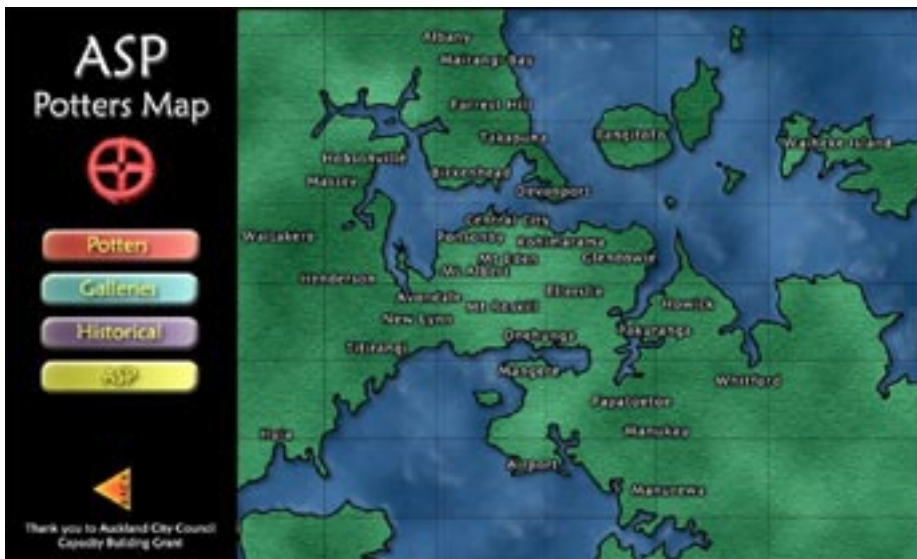 ASP
Potters Map
Potters
Galleries
Historical
ASP
Thank you to Auckland City Council
Capacity Building Grant
Albany
Mairangi Bay
Forrest Hill
Takapuna
Rangitoto
Waiheke Island
Hobsonville
Birkenhead
Massey
Devonport
Central City
Waitakere
Ponsonby
Kohimarama
Mt Eden
Glendowie
Mt Albert
Henderson
Ellerslie
Avondale
Mt Roskill
Howick
New Lynn
Onehunga
Pakuranga
Titirangi
Mangere
Whitford
Papatoetoe
Huia
Manukau
Airport
Manurewa